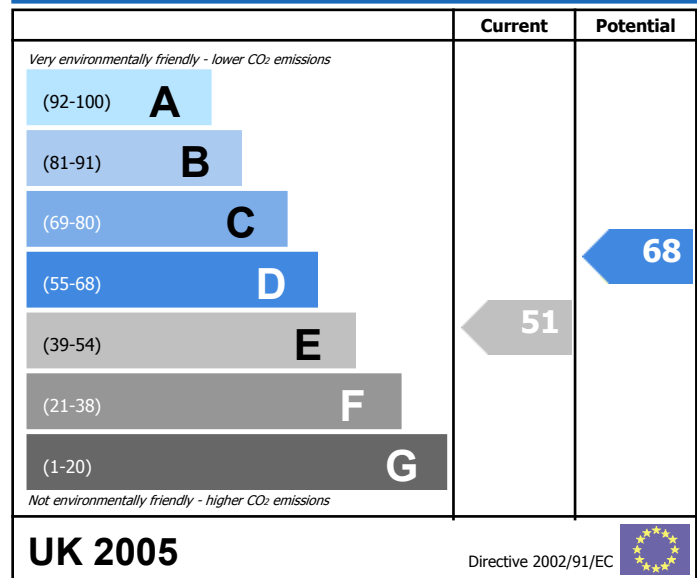 Current Potential
Very environmentally friendly - lower CO₂ emissions
(92-100) A
(81-91) B
(69-80) C
(55-68) D
(39-54) E
(21-38) F
(1-20) G
51
68
Not environmentally friendly - higher CO₂ emissions
UK 2005 Directive 2002/91/EC